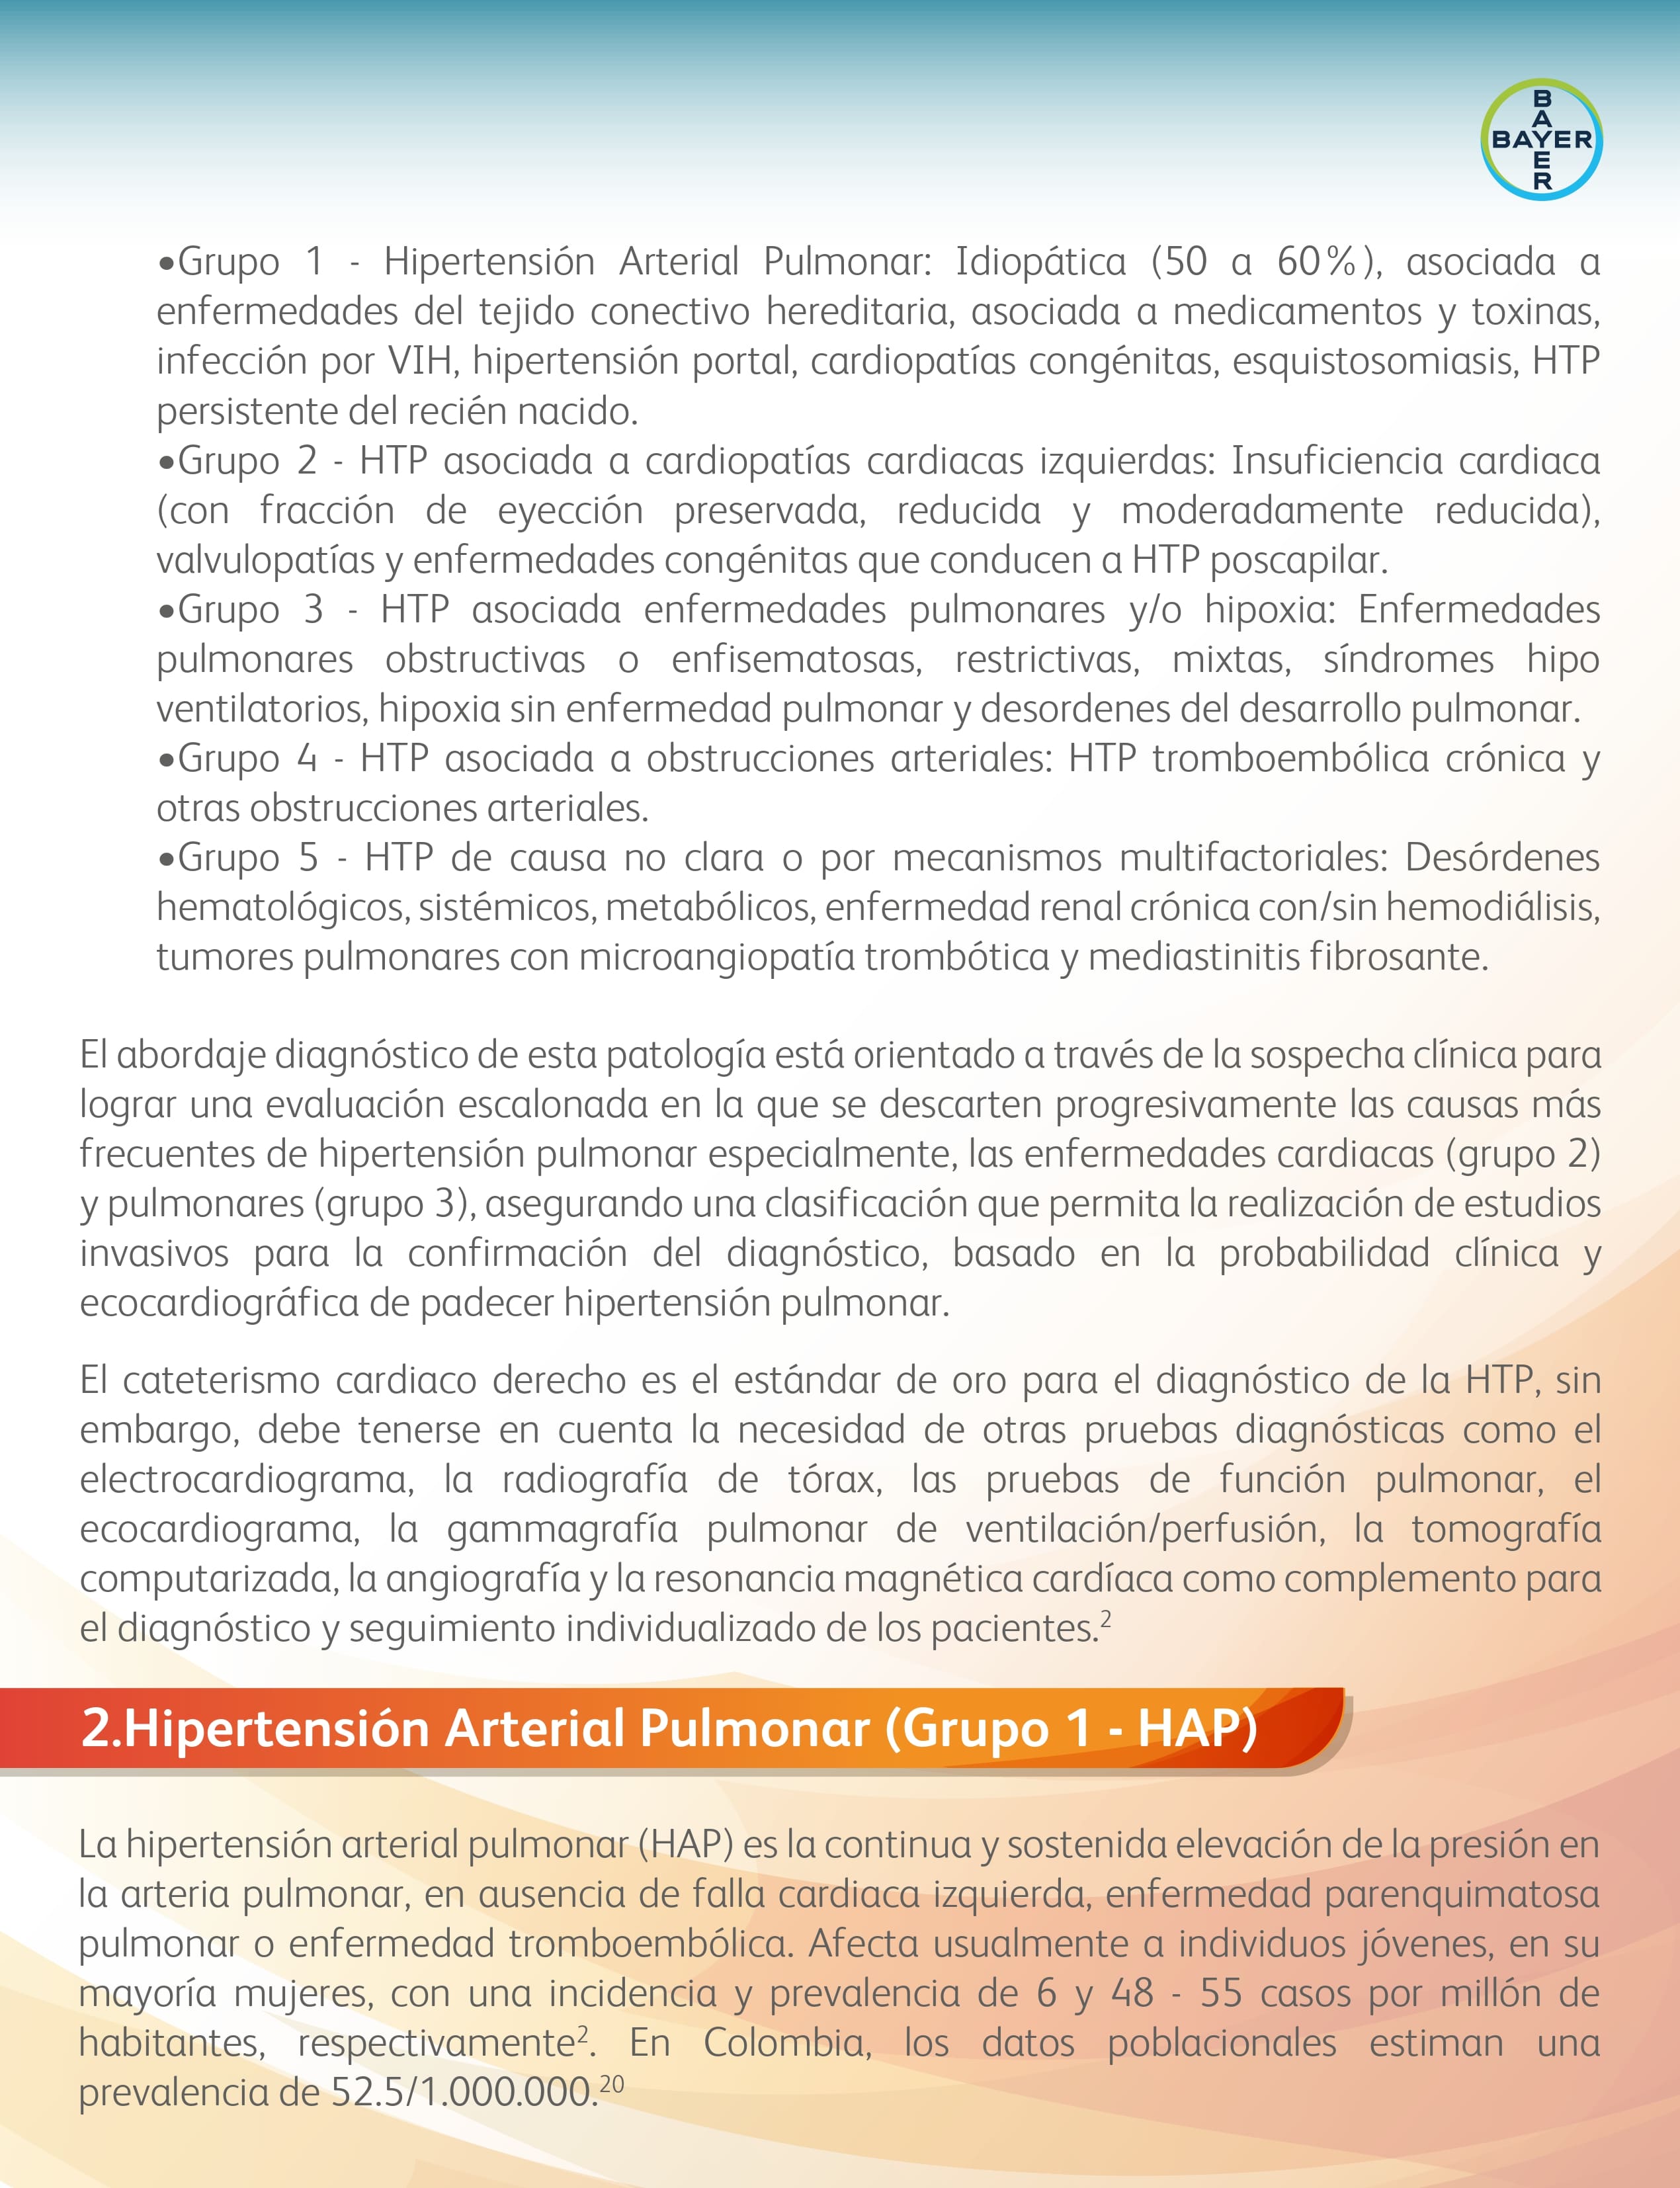 B
A
BAYER
E
R
•Grupo 1 - Hipertensión Arterial Pulmonar: Idiopática (50 a 60%), asociada a
enfermedades del tejido conectivo hereditaria, asociada a medicamentos y toxinas,
infección por VIH, hipertensión portal, cardiopatías congénitas, esquistosomiasis, HTP
persistente del recién nacido.
•Grupo 2 - HTP asociada a cardiopatías cardiacas izquierdas: Insuficiencia cardiaca
(con fracción de eyección preservada, reducida y moderadamente reducida),
valvulopatías y enfermedades congénitas que conducen a HTP poscapilar.
•Grupo 3 - HTP asociada enfermedades pulmonares y/o hipoxia: Enfermedades
pulmonares obstructivas o enfisematosas, restrictivas, mixtas, síndromes hipo
ventilatorios, hipoxia sin enfermedad pulmonar y desordenes del desarrollo pulmonar.
•Grupo 4 - HTP asociada a obstrucciones arteriales: HTP tromboembólica crónica y
otras obstrucciones arteriales.
•Grupo 5 - HTP de causa no clara o por mecanismos multifactoriales: Desórdenes
hematológicos, sistémicos, metabólicos, enfermedad renal crónica con/sin hemodiálisis,
tumores pulmonares con microangiopatía trombótica y mediastinitis fibrosante.
El abordaje diagnóstico de esta patología está orientado a través de la sospecha clínica para
lograr una evaluación escalonada en la que se descarten progresivamente las causas más
frecuentes de hipertensión pulmonar especialmente, las enfermedades cardiacas (grupo 2)
y pulmonares (grupo 3), asegurando una clasificación que permita la realización de estudios
invasivos para la confirmación del diagnóstico, basado en la probabilidad clínica y
ecocardiográfica de padecer hipertensión pulmonar.
El cateterismo cardiaco derecho es el estándar de oro para el diagnóstico de la HTP, sin
embargo, debe tenerse en cuenta la necesidad de otras pruebas diagnósticas como el
electrocardiograma, la radiografía de tórax, las pruebas de función pulmonar, el
ecocardiograma, la gammagrafía pulmonar de ventilación/perfusión, la tomografía
computarizada, la angiografía y la resonancia magnética cardíaca como complemento para
el diagnóstico y seguimiento individualizado de los pacientes.²
2.Hipertensión Arterial Pulmonar (Grupo 1 - HAP)
La hipertensión arterial pulmonar (HAP) es la continua y sostenida elevación de la presión en
la arteria pulmonar, en ausencia de falla cardiaca izquierda, enfermedad parenquimatosa
pulmonar o enfermedad tromboembólica. Afecta usualmente a individuos jóvenes, en su
mayoría mujeres, con una incidencia y prevalencia de 6 y 48 - 55 casos por millón de
habitantes, respectivamente². En Colombia, los datos poblacionales estiman una
prevalencia de 52.5/1.000.000.²⁰